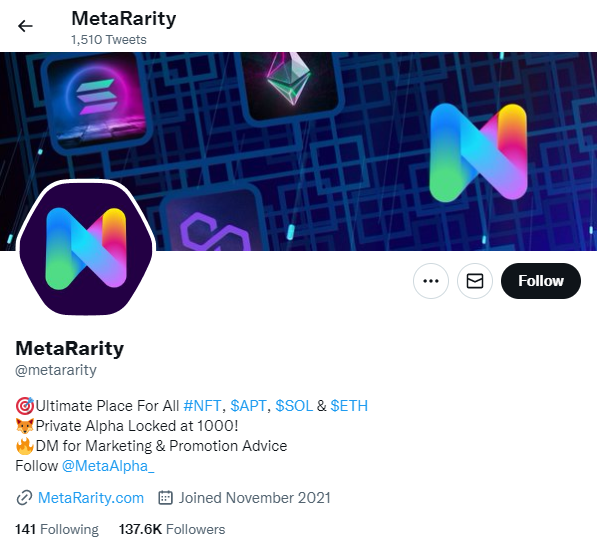 MetaRarity
1,510 Tweets
Follow
MetaRarity
@metararity
🎯Ultimate Place For All #NFT, $APT, $SOL & $ETH
🦊Private Alpha Locked at 1000!
🔥DM for Marketing & Promotion Advice
Follow @MetaAlpha_
MetaRarity.com Joined November 2021
141 Following 137.6K Followers